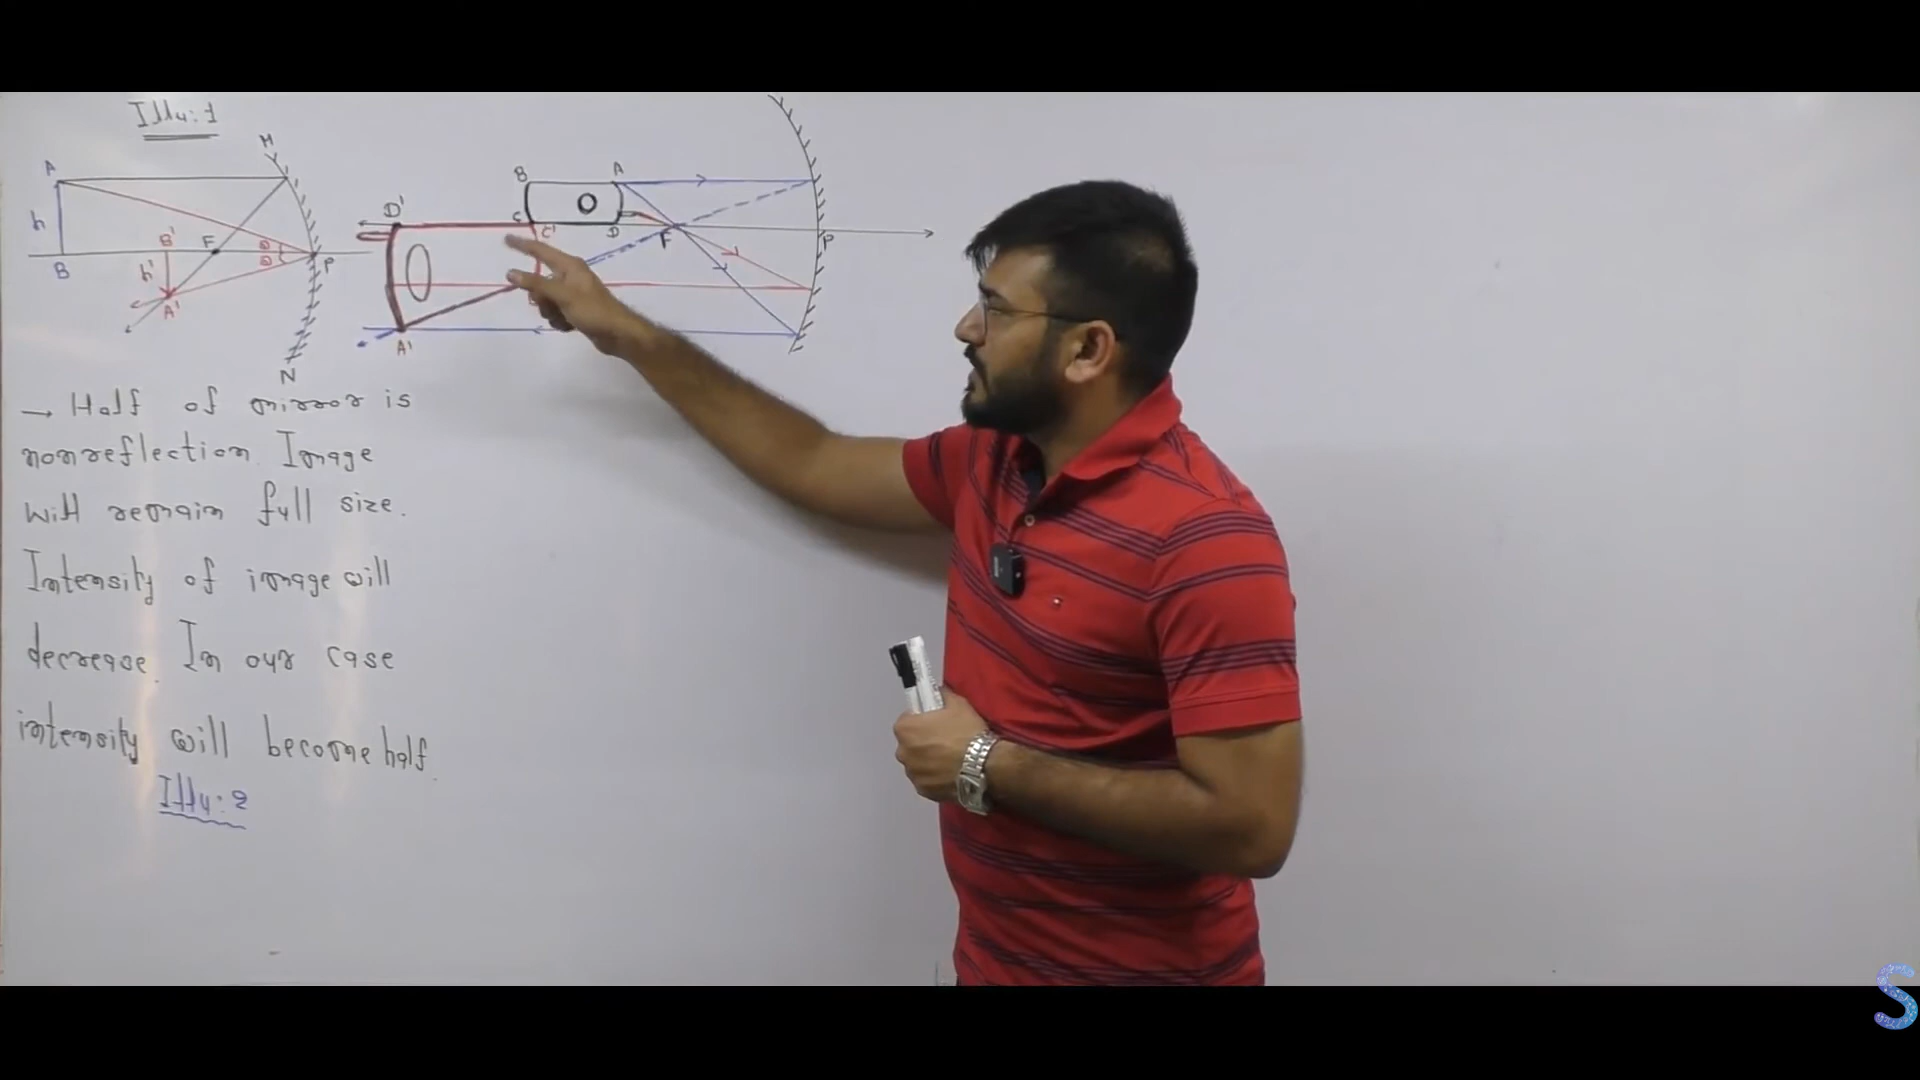 Illu:1
M
A
h
B
B'
h'
A'
F
θ
θ
P
N
B
A
C
D
D'
C'
A'
F
P
→ Half of mirror is
nonreflection. Image
will remain full size.
Intensity of image will
decrease. In our case
intensity will become half.
Illu:2
S